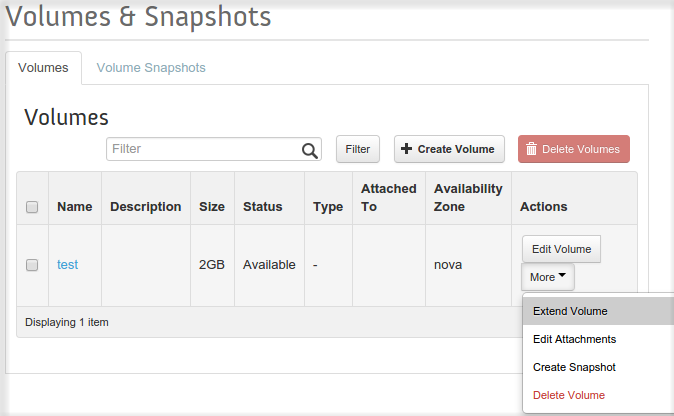 Volumes & Snapshots
Volumes Volume Snapshots
Volumes
Filter Filter Create Volume Delete Volumes
Name Description Size Status Type Attached To Availability Zone Actions
test 2GB Available - nova Edit Volume
More
Displaying 1 item
Extend Volume
Edit Attachments
Create Snapshot
Delete Volume